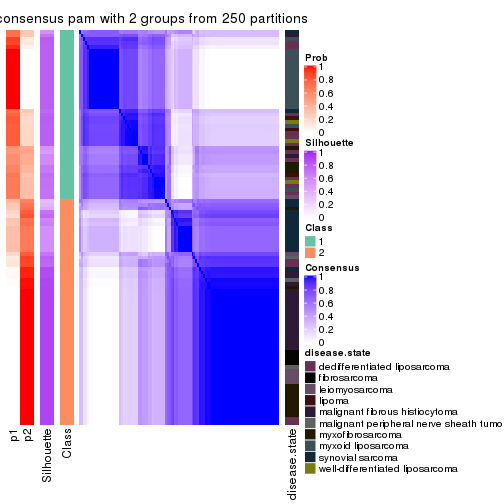 consensus pam with 2 groups from 250 partitions
Prob
1
0.8
0.6
0.4
0.2
0
Silhouette
1
0.8
0.6
0.4
0.2
0
Class
1
2
Consensus
1
0.8
0.6
0.4
0.2
0
disease.state
dedifferentiated liposarcoma
fibrosarcoma
leiomyosarcoma
lipoma
malignant fibrous histiocytoma
malignant peripheral nerve sheath tumo
myxofibrosarcoma
myxoid liposarcoma
synovial sarcoma
well-differentiated liposarcoma
p1
p2
Silhouette
Class
disease.state